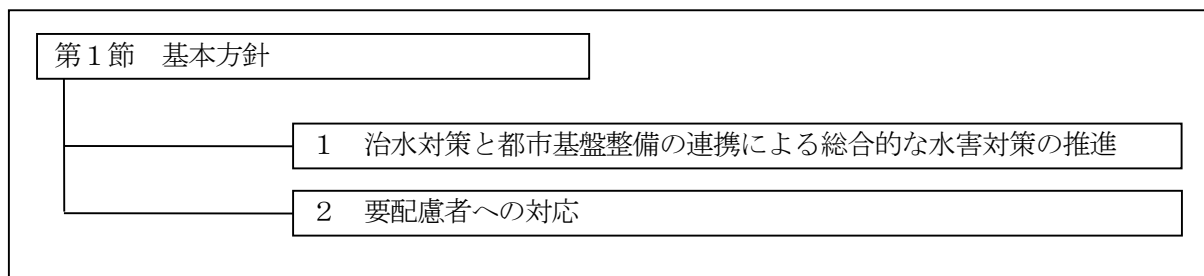 第１節　基本方針
１　治水対策と都市基盤整備の連携による総合的な水害対策の推進
２　要配慮者への対応